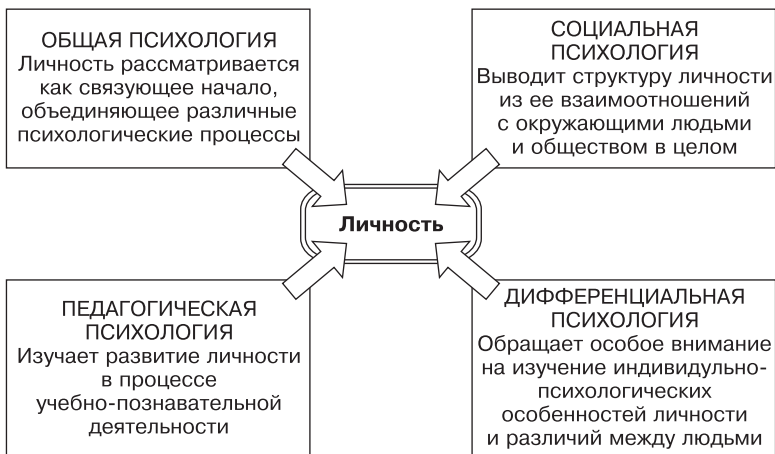 ОБЩАЯ ПСИХОЛОГИЯ
Личность рассматривается
как связующее начало,
объединяющее различные
психологические процессы
СОЦИАЛЬНАЯ
ПСИХОЛОГИЯ
Выводит структуру личности
из ее взаимоотношений
с окружающими людьми
и обществом в целом
Личность
ПЕДАГОГИЧЕСКАЯ
ПСИХОЛОГИЯ
Изучает развитие личности
в процессе
учебно-познавательной
деятельности
ДИФФЕРЕНЦИАЛЬНАЯ
ПСИХОЛОГИЯ
Обращает особое внимание
на изучение индивидульно-
психологических
особенностей личности
и различий между людьми